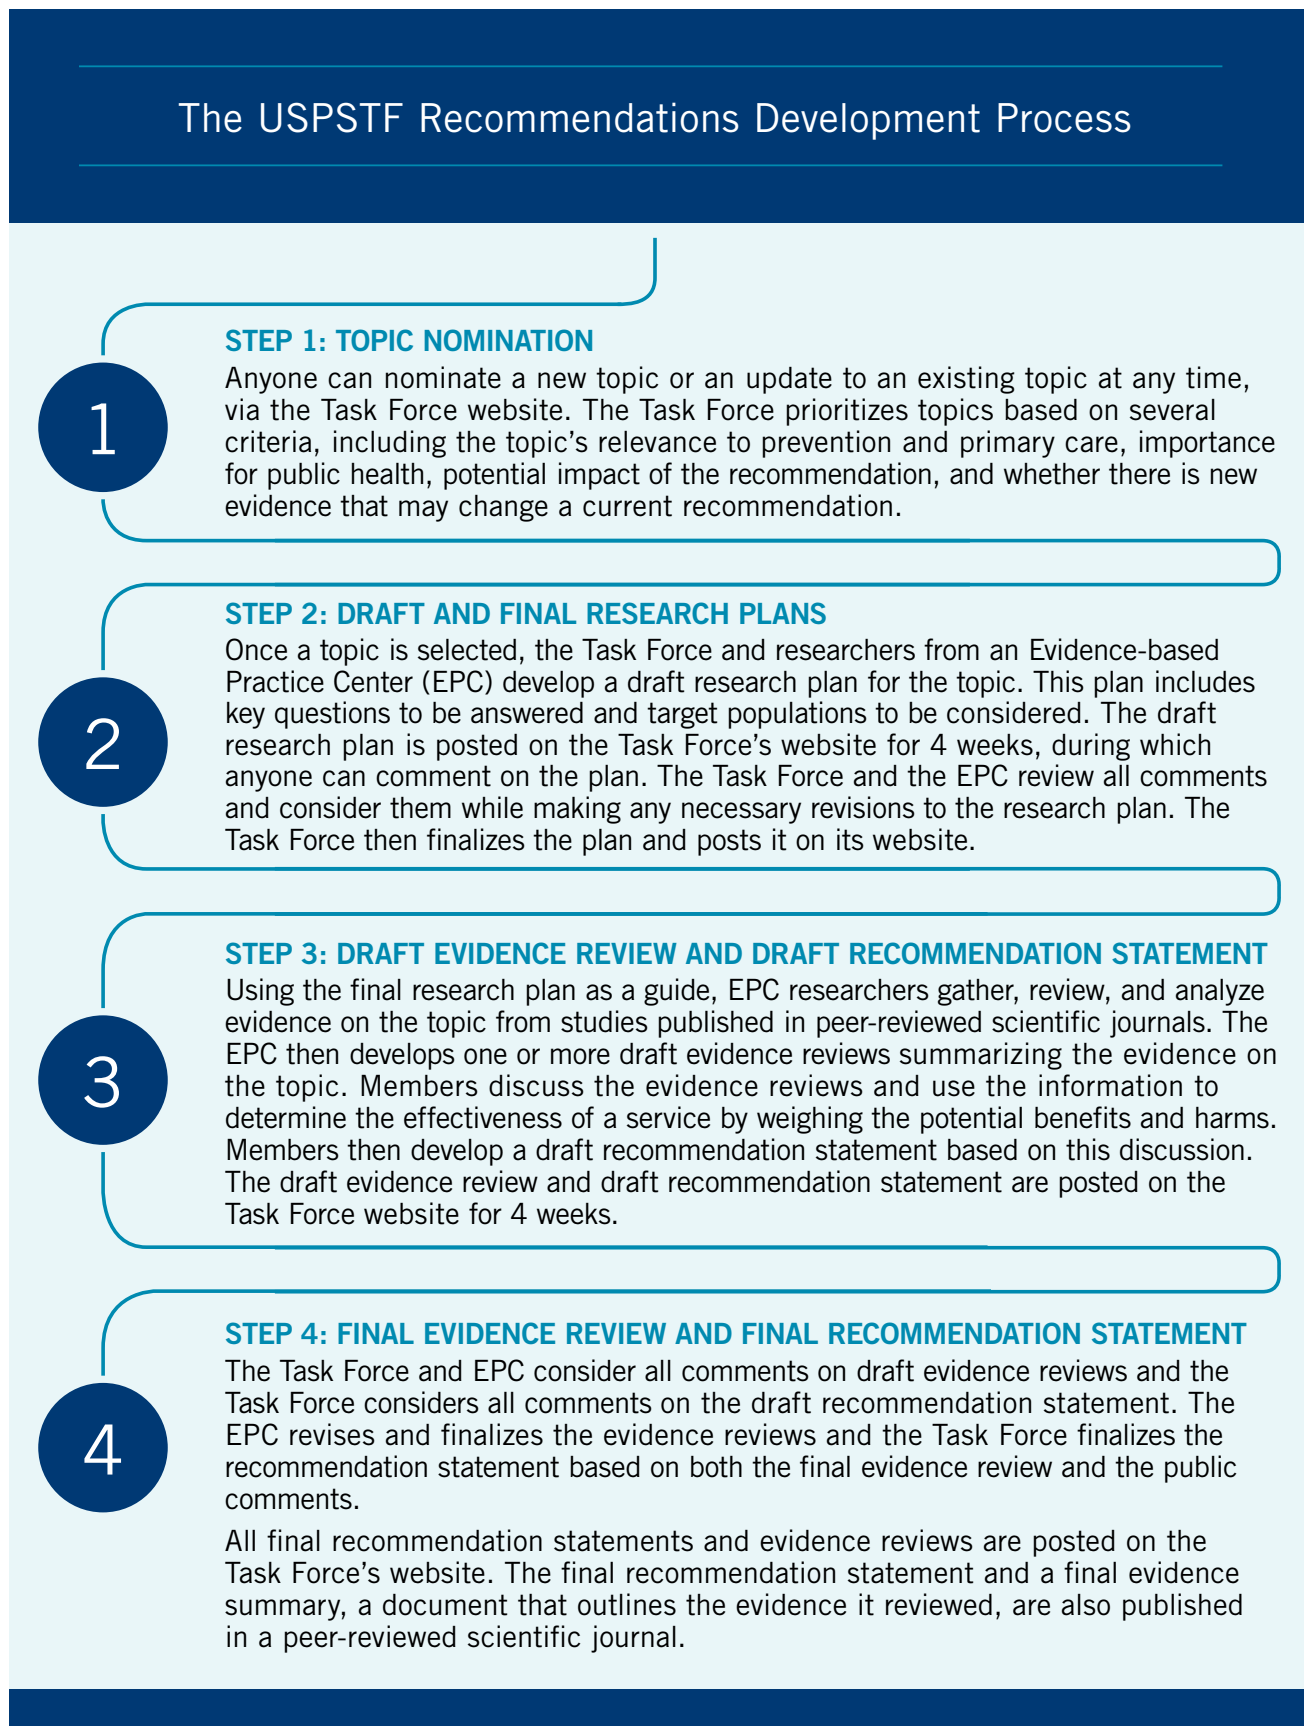 The USPSTF Recommendations Development Process
1
STEP 1: TOPIC NOMINATION
Anyone can nominate a new topic or an update to an existing topic at any time,
via the Task Force website. The Task Force prioritizes topics based on several
criteria, including the topic's relevance to prevention and primary care, importance
for public health, potential impact of the recommendation, and whether there is new
evidence that may change a current recommendation.
2
STEP 2: DRAFT AND FINAL RESEARCH PLANS
Once a topic is selected, the Task Force and researchers from an Evidence-based
Practice Center (EPC) develop a draft research plan for the topic. This plan includes
key questions to be answered and target populations to be considered. The draft
research plan is posted on the Task Force's website for 4 weeks, during which
anyone can comment on the plan. The Task Force and the EPC review all comments
and consider them while making any necessary revisions to the research plan. The
Task Force then finalizes the plan and posts it on its website.
3
STEP 3: DRAFT EVIDENCE REVIEW AND DRAFT RECOMMENDATION STATEMENT
Using the final research plan as a guide, EPC researchers gather, review, and analyze
evidence on the topic from studies published in peer-reviewed scientific journals. The
EPC then develops one or more draft evidence reviews summarizing the evidence on
the topic. Members discuss the evidence reviews and use the information to
determine the effectiveness of a service by weighing the potential benefits and harms.
Members then develop a draft recommendation statement based on this discussion.
The draft evidence review and draft recommendation statement are posted on the
Task Force website for 4 weeks.
4
STEP 4: FINAL EVIDENCE REVIEW AND FINAL RECOMMENDATION STATEMENT
The Task Force and EPC consider all comments on draft evidence reviews and the
Task Force considers all comments on the draft recommendation statement. The
EPC revises and finalizes the evidence reviews and the Task Force finalizes the
recommendation statement based on both the final evidence review and the public
comments.
All final recommendation statements and evidence reviews are posted on the
Task Force's website. The final recommendation statement and a final evidence
summary, a document that outlines the evidence it reviewed, are also published
in a peer-reviewed scientific journal.